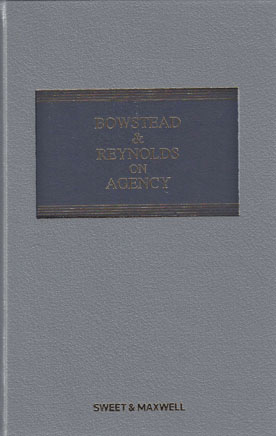 BOWSTEAD
&
REYNOLDS
ON
AGENCY
SWEET & MAXWELL